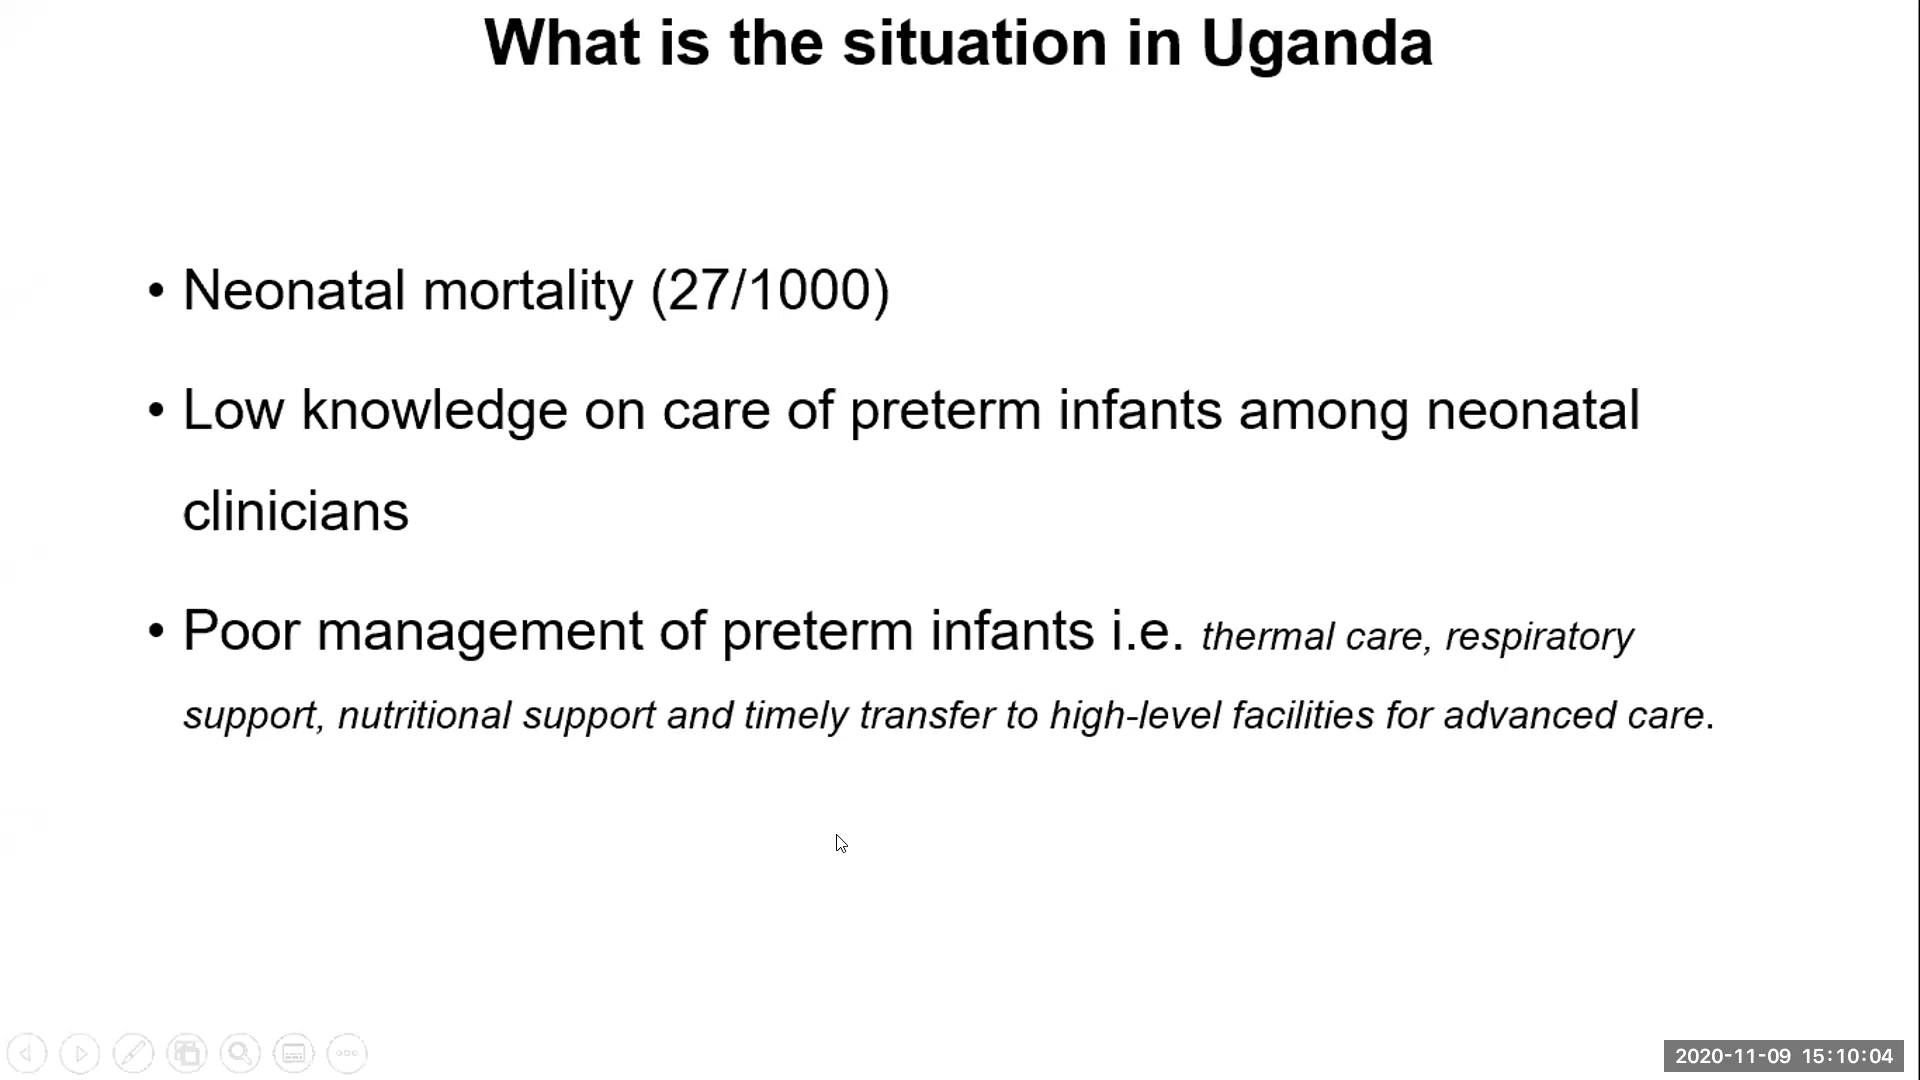 What is the situation in Uganda
• Neonatal mortality (27/1000)
• Low knowledge on care of preterm infants among neonatal
clinicians
• Poor management of preterm infants i.e. thermal care, respiratory
support, nutritional support and timely transfer to high-level facilities for advanced care.
2020-11-09 15:10:04